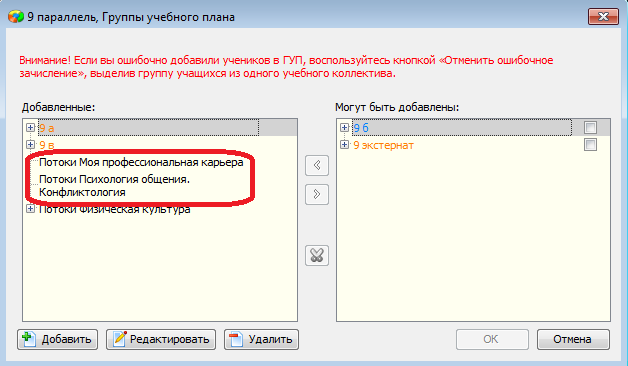 9 параллель, Группы учебного плана
Внимание! Если вы ошибочно добавили учеников в ГУП, воспользуйтесь кнопкой «Отменить ошибочное
зачисление», выделив группу учащихся из одного учебного коллектива.
Добавленные:
Могут быть добавлены:
9 а
9 в
Потоки Моя профессиональная карьера
Потоки Психология общения.
Конфликтология
Потоки Физическая культура
9 б
9 экстернат
Добавить
Редактировать
Удалить
ОК
Отмена